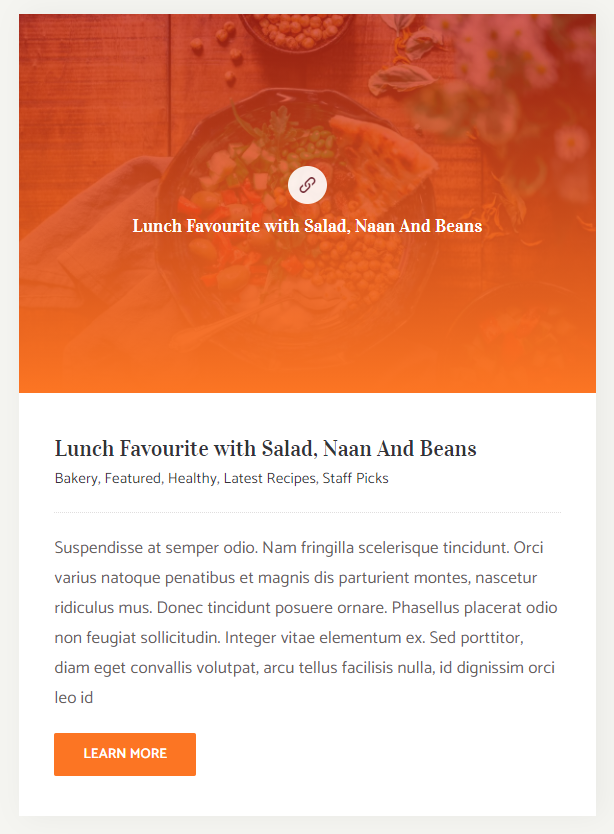 Lunch Favourite with Salad, Naan And Beans
Lunch Favourite with Salad, Naan And Beans
Bakery, Featured, Healthy, Latest Recipes, Staff Picks
Suspendisse at semper odio. Nam fringilla scelerisque tincidunt. Orci
varius natoque penatibus et magnis dis parturient montes, nascetur
ridiculus mus. Donec tincidunt posuere ornare. Phasellus placerat odio
non feugiat sollicitudin. Integer vitae elementum ex. Sed porttitor,
diam eget convallis volutpat, arcu tellus facilisis nulla, id dignissim orci
leo id
LEARN MORE